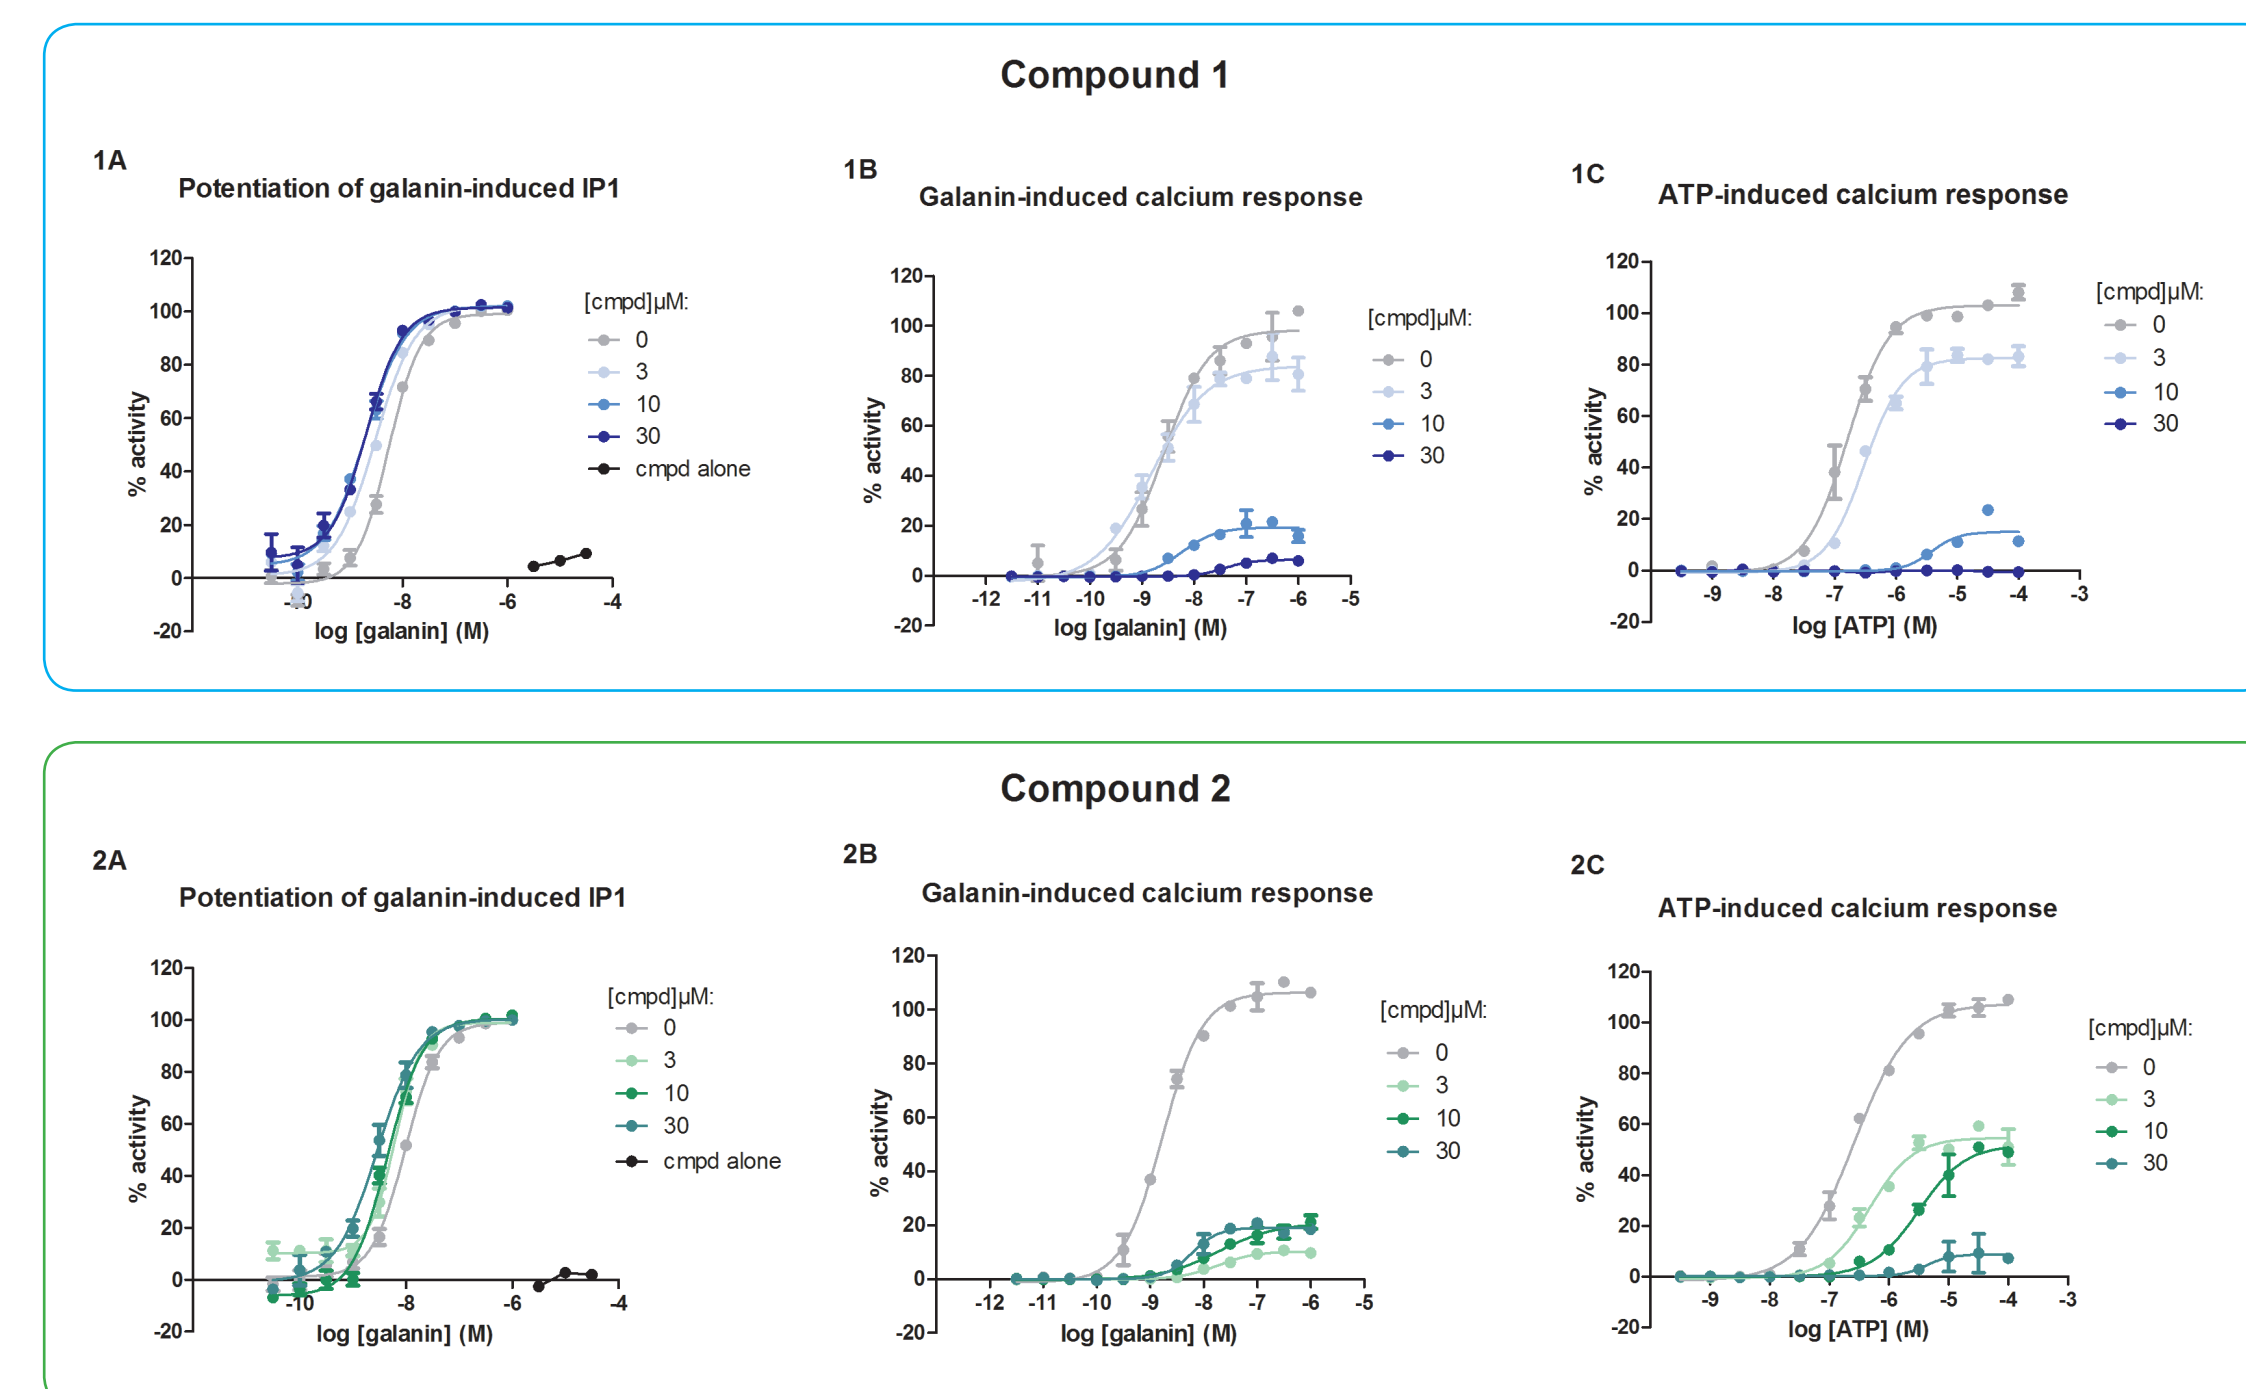 Compound 1
1A
Potentiation of galanin-induced IP1
120
100
80
60
40
20
0
-20
% activity
-10
-8
-6
-4
log [galanin] (M)
[cmpd]µM:
0
3
10
30
cmpd alone
1B
Galanin-induced calcium response
120
100
80
60
40
20
0
-20
% activity
-12 -11 -10 -9 -8 -7 -6 -5
log [galanin] (M)
[cmpd]µM:
0
3
10
30
1C
ATP-induced calcium response
120
100
80
60
40
20
0
-20
% activity
-9 -8 -7 -6 -5 -4 -3
log [ATP] (M)
[cmpd]µM:
0
3
10
30
Compound 2
2A
Potentiation of galanin-induced IP1
120
100
80
60
40
20
0
-20
% activity
-10 -8 -6 -4
log [galanin] (M)
[cmpd]µM:
0
3
10
30
cmpd alone
2B
Galanin-induced calcium response
120
100
80
60
40
20
0
-20
% activity
-12 -11 -10 -9 -8 -7 -6 -5
log [galanin] (M)
[cmpd]µM:
0
3
10
30
2C
ATP-induced calcium response
120
100
80
60
40
20
0
-20
% activity
-9 -8 -7 -6 -5 -4 -3
log [ATP] (M)
[cmpd]µM:
0
3
10
30